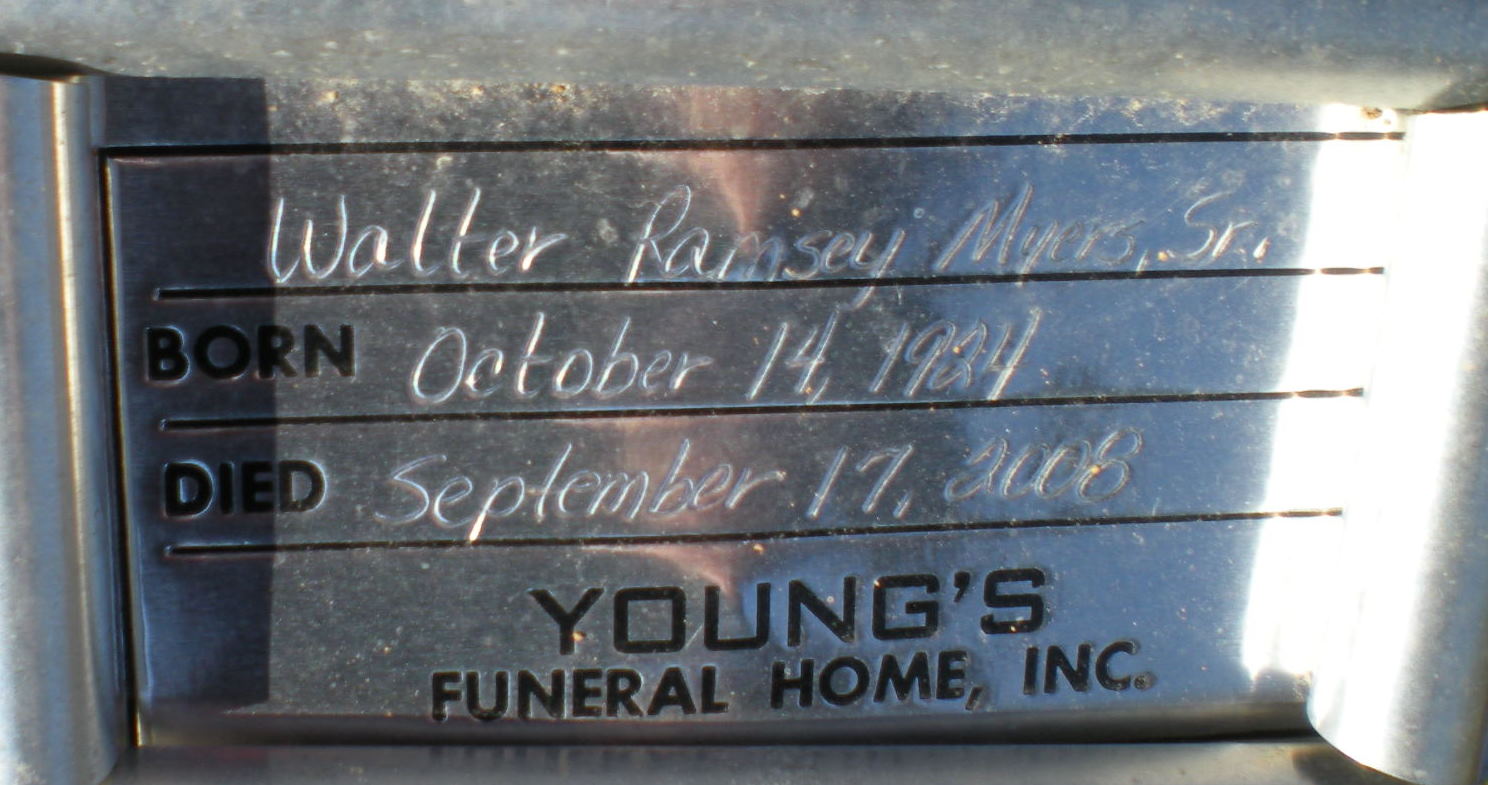 Walter Ramsey Myers, Sr.
BORN October 14, 1924
DIED September 17, 2008
YOUNG'S
FUNERAL HOME, INC.